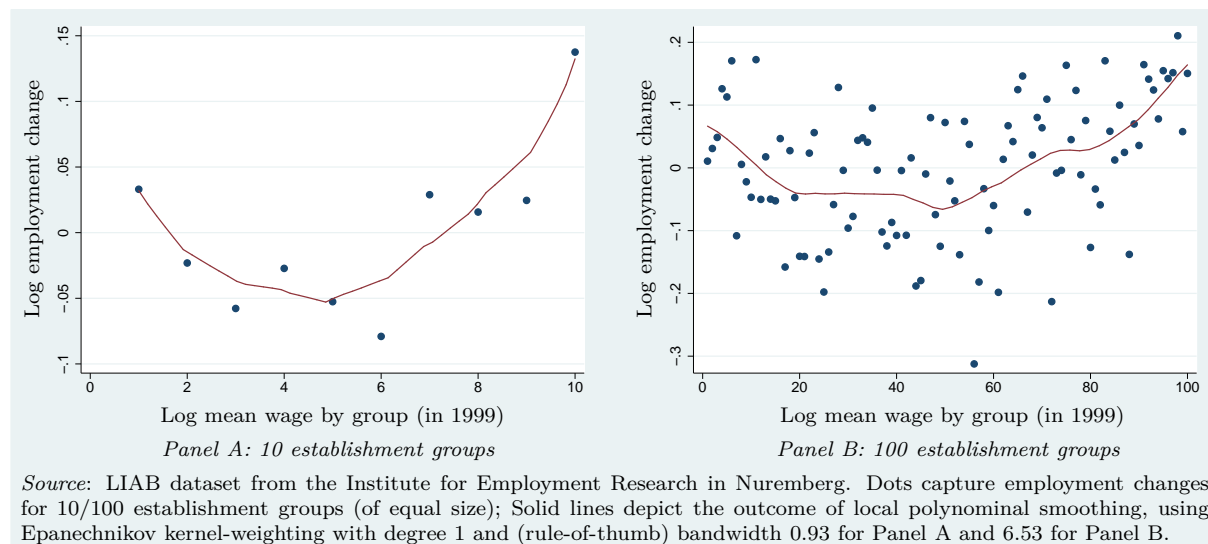 .15
.1
.05
0
-.05
-.1
Log employment change
0 2 4 6 8 10
Log mean wage by group (in 1999)
Panel A: 10 establishment groups
.2
.1
0
-.1
-.2
-.3
Log employment change
0 20 40 60 80 100
Log mean wage by group (in 1999)
Panel B: 100 establishment groups
Source: LIAB dataset from the Institute for Employment Research in Nuremberg. Dots capture employment changes
for 10/100 establishment groups (of equal size); Solid lines depict the outcome of local polynominal smoothing, using
Epanechnikov kernel-weighting with degree 1 and (rule-of-thumb) bandwidth 0.93 for Panel A and 6.53 for Panel B.